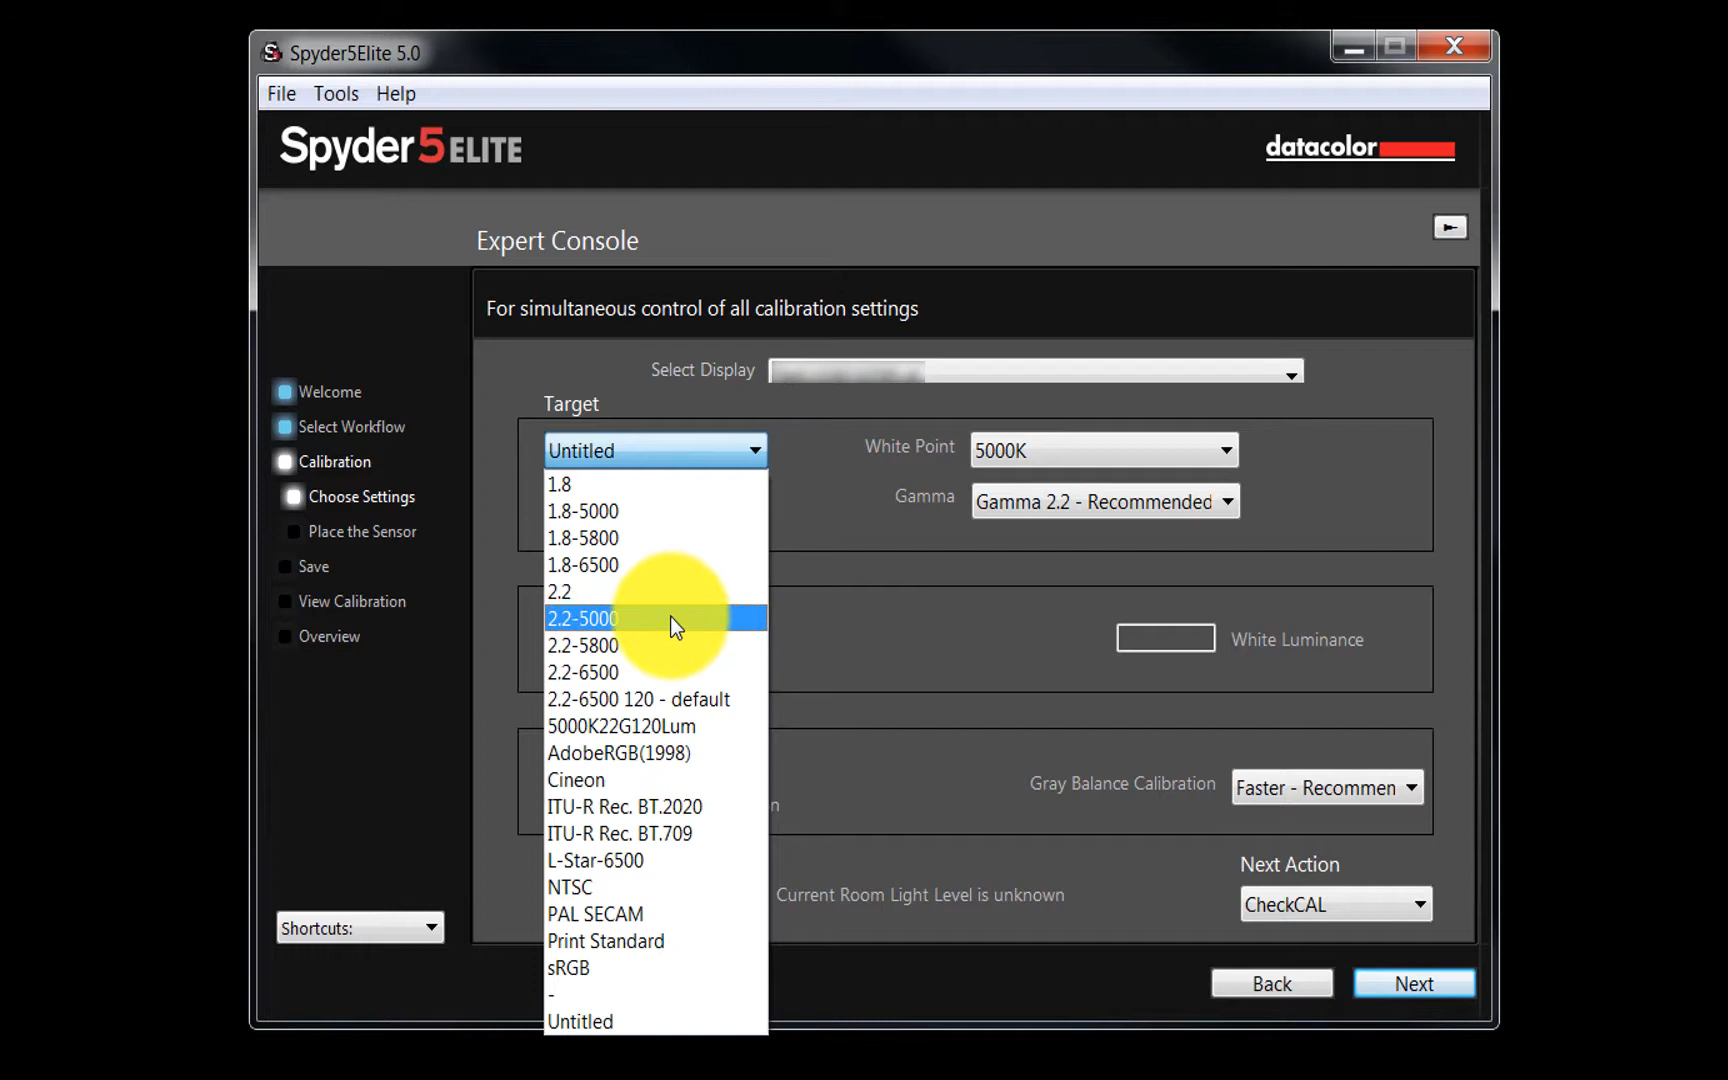 Spyder5Elite 5.0
File Tools Help
Spyder5ELITE
datacolor
Expert Console
For simultaneous control of all calibration settings
Select Display
Welcome
Select Workflow
Calibration
Choose Settings
Place the Sensor
Save
View Calibration
Overview
Shortcuts:
Target
Untitled
1.8
1.8-5000
1.8-5800
1.8-6500
2.2
2.2-5000
2.2-5800
2.2-6500
2.2-6500 120 - default
5000K22G120Lum
AdobeRGB(1998)
Cineon
ITU-R Rec. BT.2020
ITU-R Rec. BT.709
L-Star-6500
NTSC
PAL SECAM
Print Standard
sRGB
-
Untitled
White Point 5000K
Gamma Gamma 2.2 - Recommended
White Luminance
Gray Balance Calibration Faster - Recommen
n
Current Room Light Level is unknown
Next Action
CheckCAL
Back Next